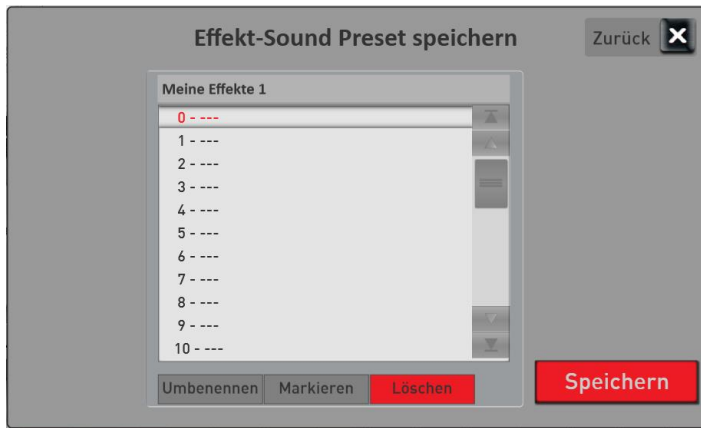 Effekt-Sound Preset speichern
Zurück
Meine Effekte 1
0 - ---
1 - ---
2 - ---
3 - ---
4 - ---
5 - ---
6 - ---
7 - ---
8 - ---
9 - ---
10 - ---
Umbenennen Markieren Löschen
Speichern